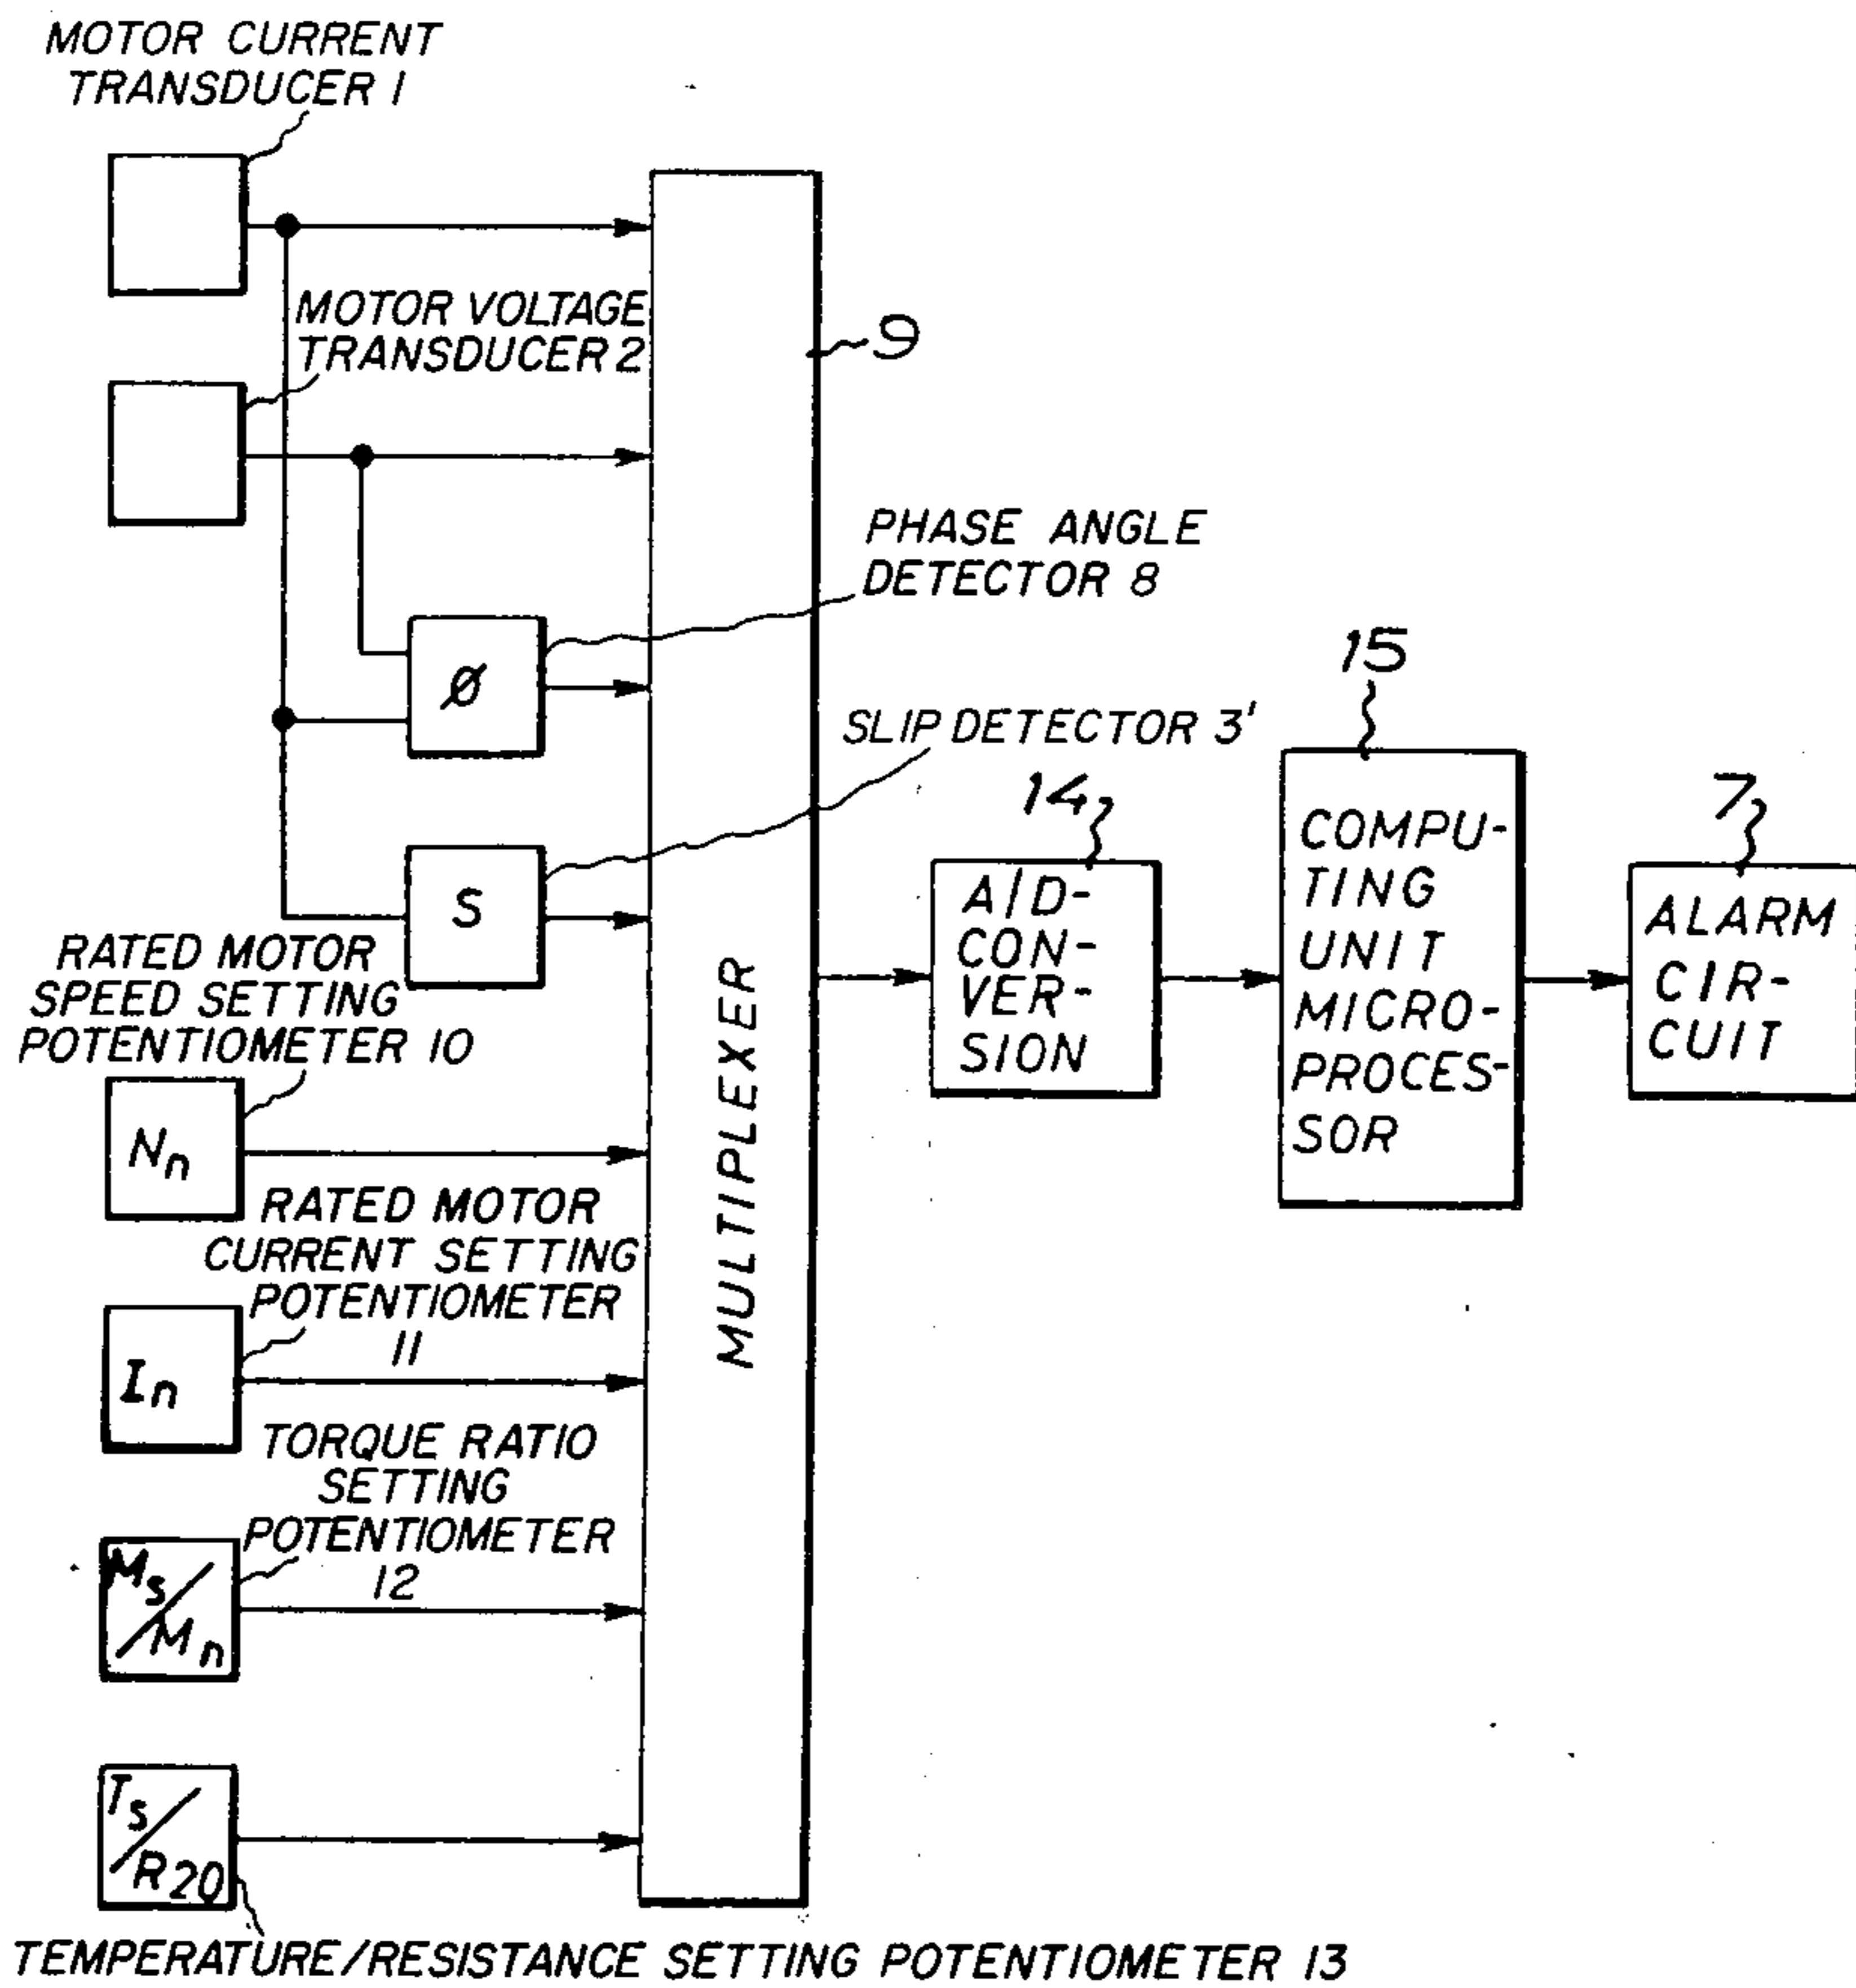 MOTOR CURRENT
TRANSDUCER 1
MOTOR VOLTAGE
TRANSDUCER 2
9
PHASE ANGLE
DETECTOR 8
Ø
SLIP DETECTOR 3'
S
RATED MOTOR
SPEED SETTING
POTENTIOMETER 10
Nn
RATED MOTOR
CURRENT SETTING
POTENTIOMETER
11
In
TORQUE RATIO
SETTING
POTENTIOMETER
12
Ms/Mn
Ts/R20
TEMPERATURE/RESISTANCE SETTING POTENTIOMETER 13
MULTIPLEXER
14
A/D-
CON-
VER-
SION
15
COMPU-
TING
UNIT
MICRO-
PROCES-
SOR
7
ALARM
CIR-
CUIT